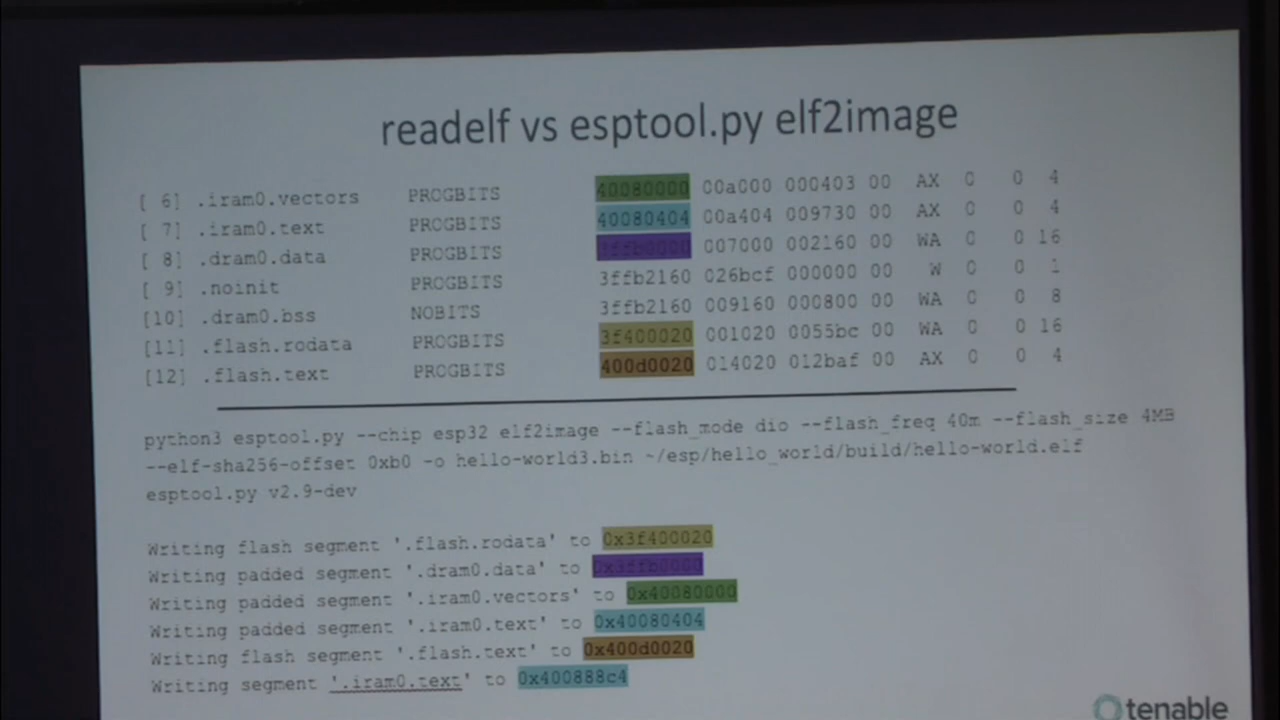 readelf vs esptool.py elf2image
[ 6] .iram0.vectors PROGBITS 40080000 00a000 000403 00 AX 0 0 4
[ 7] .iram0.text PROGBITS 40080404 00a404 009730 00 AX 0 0 4
[ 8] .dram0.data PROGBITS 3ffb0000 007000 002160 00 WA 0 0 16
[ 9] .noinit PROGBITS 3ffb2160 026bcf 000000 00 W 0 0 1
[10] .dram0.bss NOBITS 3ffb2160 009160 000800 00 WA 0 0 8
[11] .flash.rodata PROGBITS 3f400020 001020 0055bc 00 WA 0 0 16
[12] .flash.text PROGBITS 400d0020 014020 012baf 00 AX 0 0 4
python3 esptool.py --chip esp32 elf2image --flash_mode dio --flash_freq 40m --flash_size 4MB
--elf-sha256-offset 0xb0 -o hello-world3.bin ~/esp/hello_world/build/hello-world.elf
esptool.py v2.9-dev
Writing flash segment '.flash.rodata' to 0x3f400020
Writing padded segment '.dram0.data' to 0x3ffb0000
Writing padded segment '.iram0.vectors' to 0x40080000
Writing padded segment '.iram0.text' to 0x40080404
Writing flash segment '.flash.text' to 0x400d0020
Writing segment '.iram0.text' to 0x400888c4
tenable